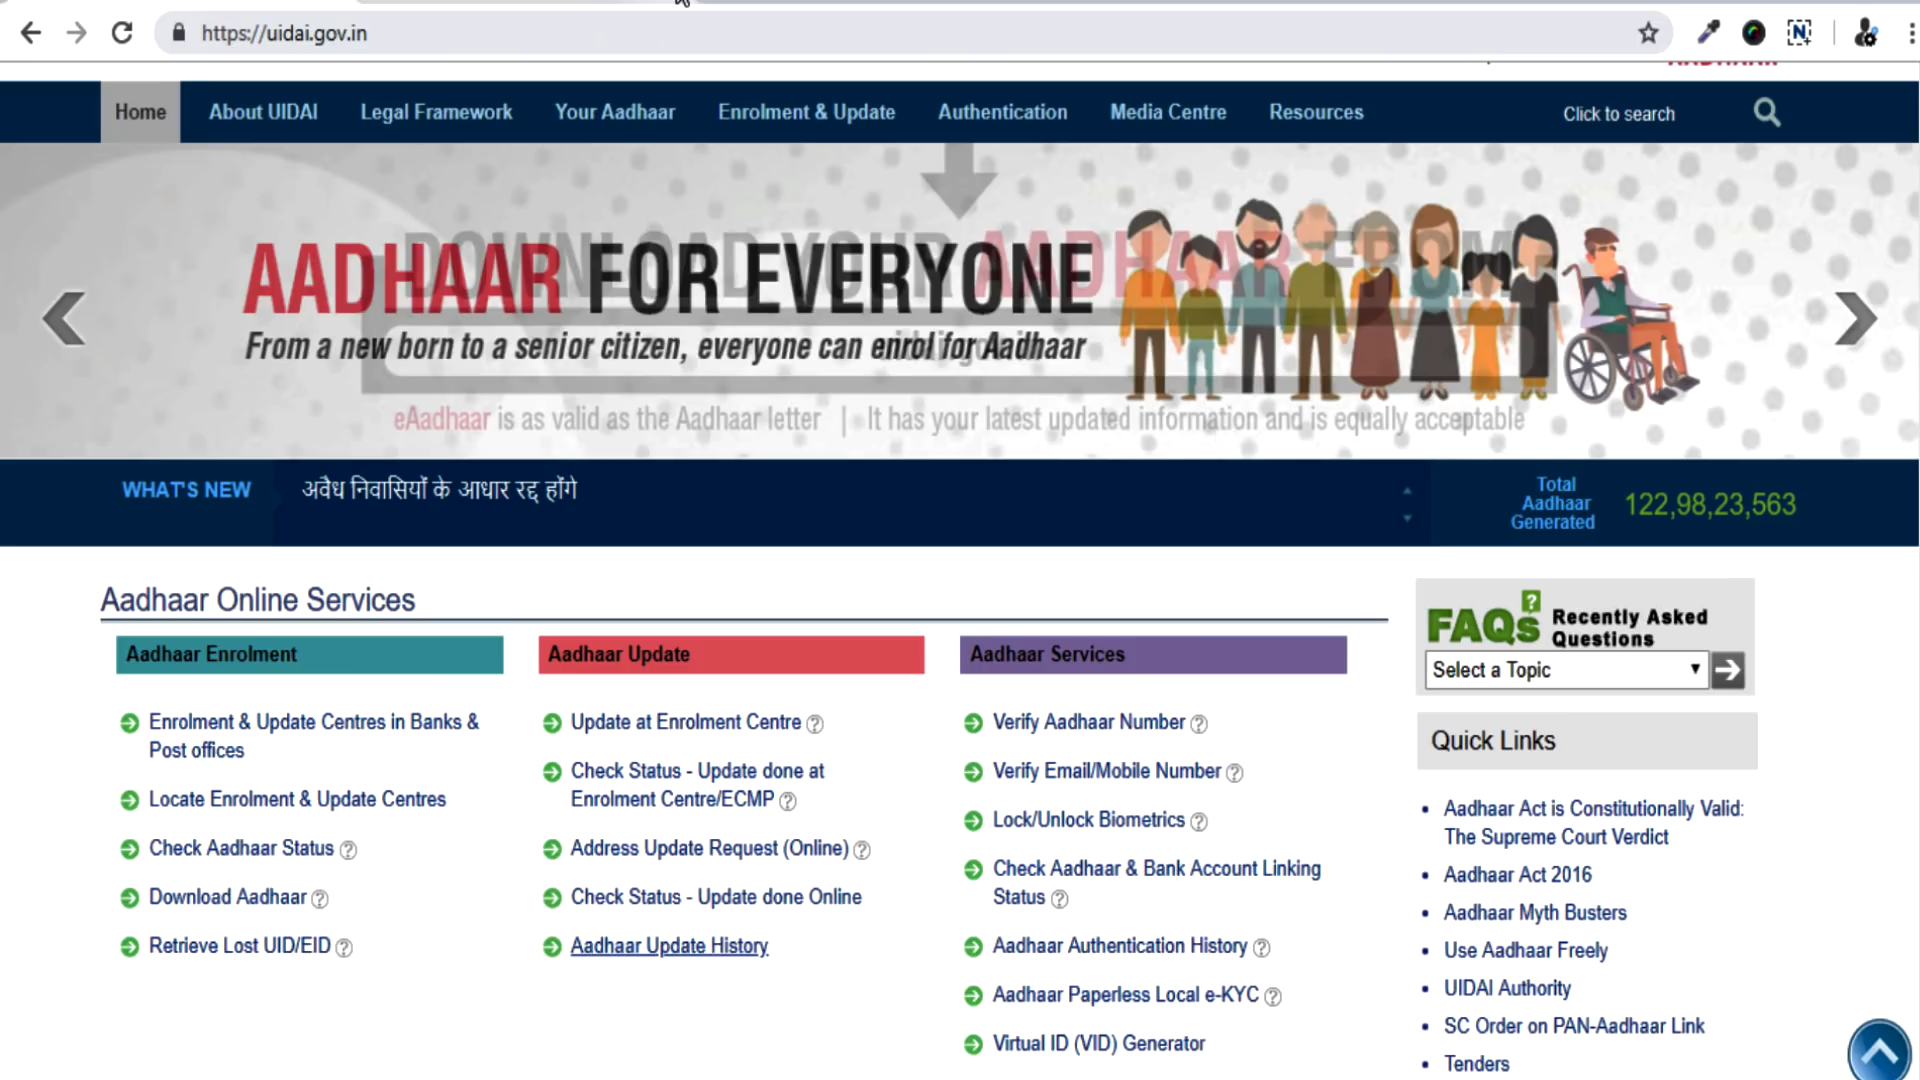 https://uidai.gov.in
Home About UIDAI Legal Framework Your Aadhaar Enrolment & Update Authentication Media Centre Resources Click to search
DOWNLOAD YOUR AADHAAR FROM
AADHAAR FOR EVERYONE
From a new born to a senior citizen, everyone can enrol for Aadhaar
eAadhaar is as valid as the Aadhaar letter | It has your latest updated information and is equally acceptable
WHAT'S NEW
अवैध निवासियों के आधार रद्द होंगे
Total
Aadhaar
Generated
122,98,23,563
Aadhaar Online Services
Aadhaar Enrolment
Enrolment & Update Centres in Banks &
Post offices
Locate Enrolment & Update Centres
Check Aadhaar Status
Download Aadhaar
Retrieve Lost UID/EID
Aadhaar Update
Update at Enrolment Centre
Check Status - Update done at
Enrolment Centre/ECMP
Address Update Request (Online)
Check Status - Update done Online
Aadhaar Update History
Aadhaar Services
Verify Aadhaar Number
Verify Email/Mobile Number
Lock/Unlock Biometrics
Check Aadhaar & Bank Account Linking
Status
Aadhaar Authentication History
Aadhaar Paperless Local e-KYC
Virtual ID (VID) Generator
FAQs Recently Asked
Questions
Select a Topic
Quick Links
Aadhaar Act is Constitutionally Valid:
The Supreme Court Verdict
Aadhaar Act 2016
Aadhaar Myth Busters
Use Aadhaar Freely
UIDAI Authority
SC Order on PAN-Aadhaar Link
Tenders